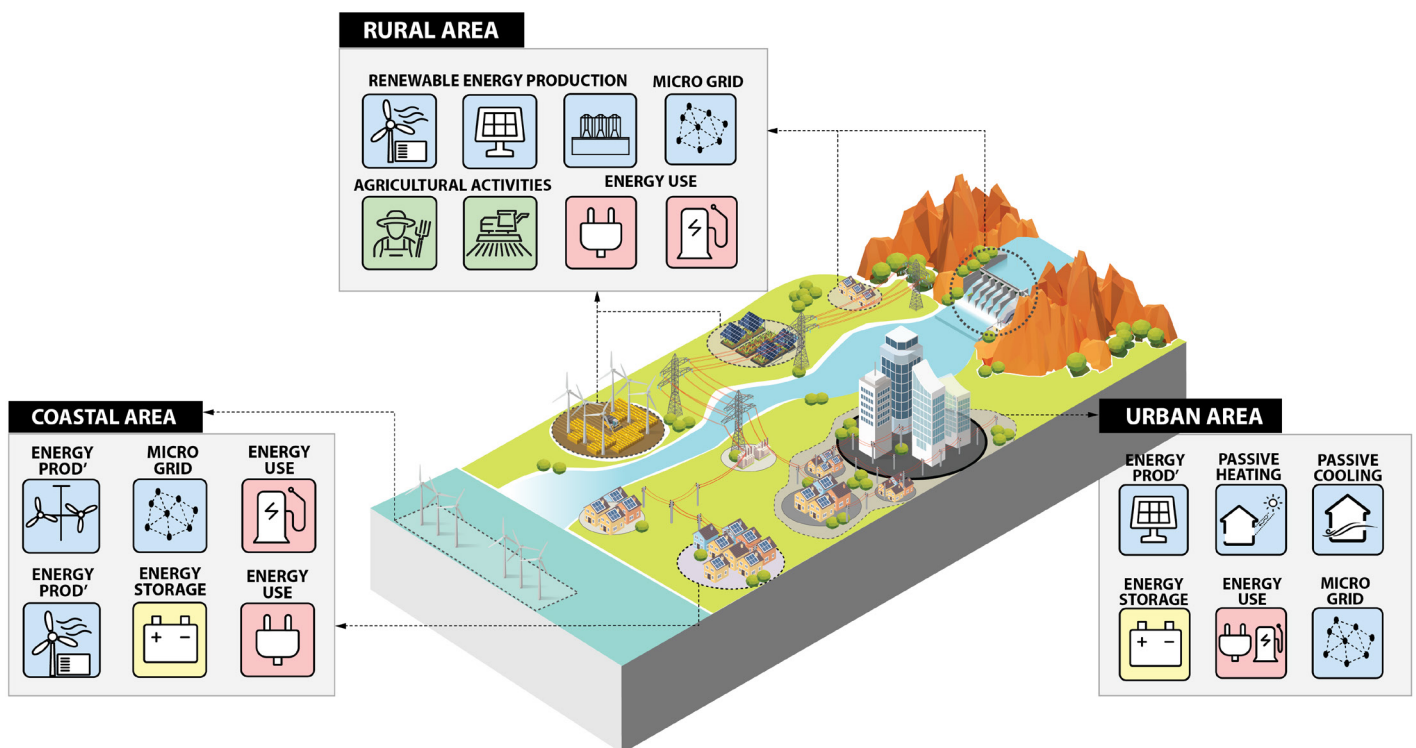 RURAL AREA
RENEWABLE ENERGY PRODUCTION
MICRO GRID
AGRICULTURAL ACTIVITIES
ENERGY USE
COASTAL AREA
ENERGY
PROD'
MICRO
GRID
ENERGY
USE
ENERGY
PROD'
ENERGY
STORAGE
ENERGY
USE
URBAN AREA
ENERGY
PROD'
PASSIVE
HEATING
PASSIVE
COOLING
ENERGY
STORAGE
ENERGY
USE
MICRO
GRID